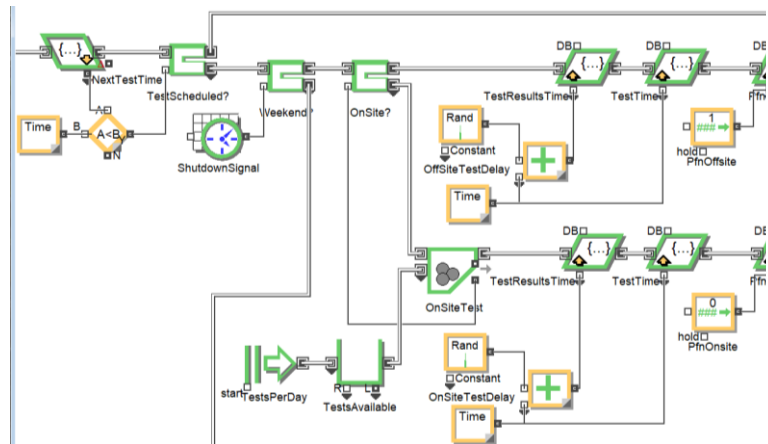 DB
DB
{...}
{...}
{...}
NextTestTime
TestScheduled?
Weekend?
OnSite?
TestResultsTime
TestTime
Time
A
B
A<B
Y
N
ShutdownSignal
Rand
Constant
OffSiteTestDelay
Time
1
###
hold
PfnOffsite
DB
DB
{...}
{...}
OnSiteTest
TestResultsTime
TestTime
0
###
hold
PfnOnsite
start
TestsPerDay
R
L
TestsAvailable
Rand
Constant
OnSiteTestDelay
Time